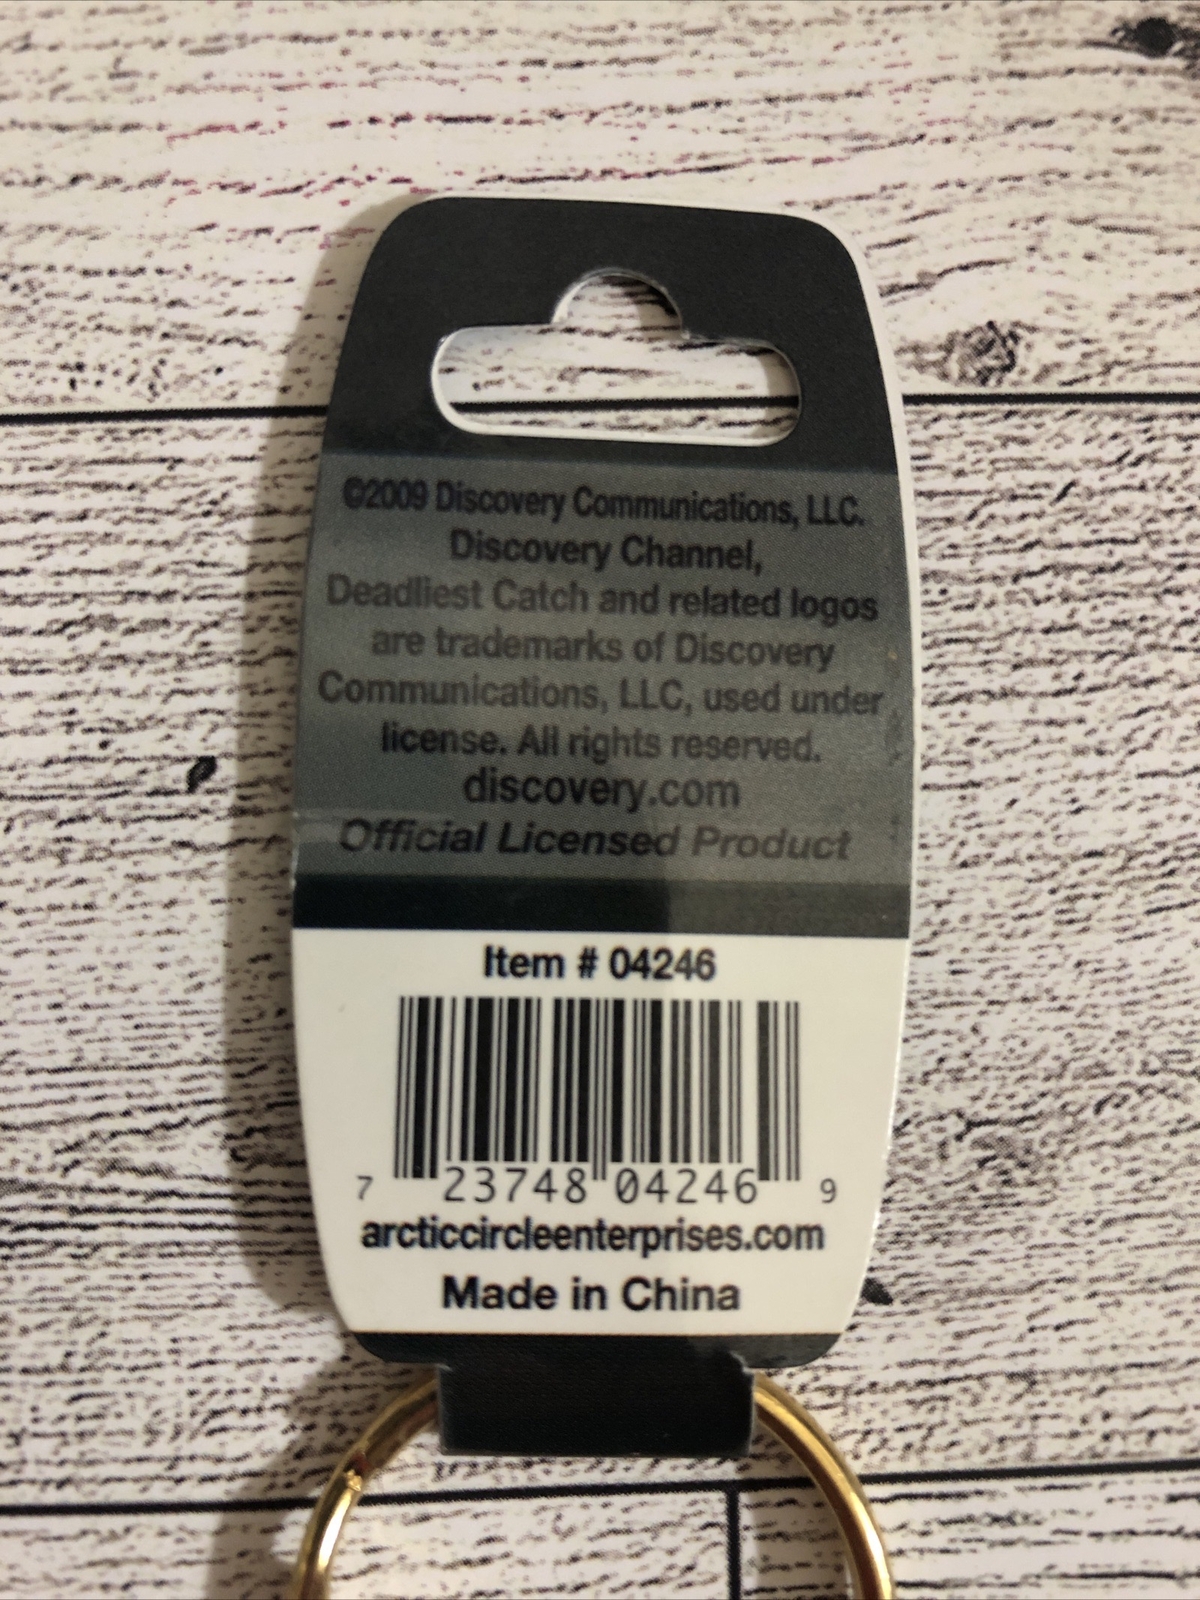 ©2009 Discovery Communications, LLC.
Discovery Channel,
Deadliest Catch and related logos
are trademarks of Discovery
Communications, LLC, used under
license. All rights reserved.
discovery.com
Official Licensed Product
Item # 04246
7 23748 04246 9
arcticcircleenterprises.com
Made in China